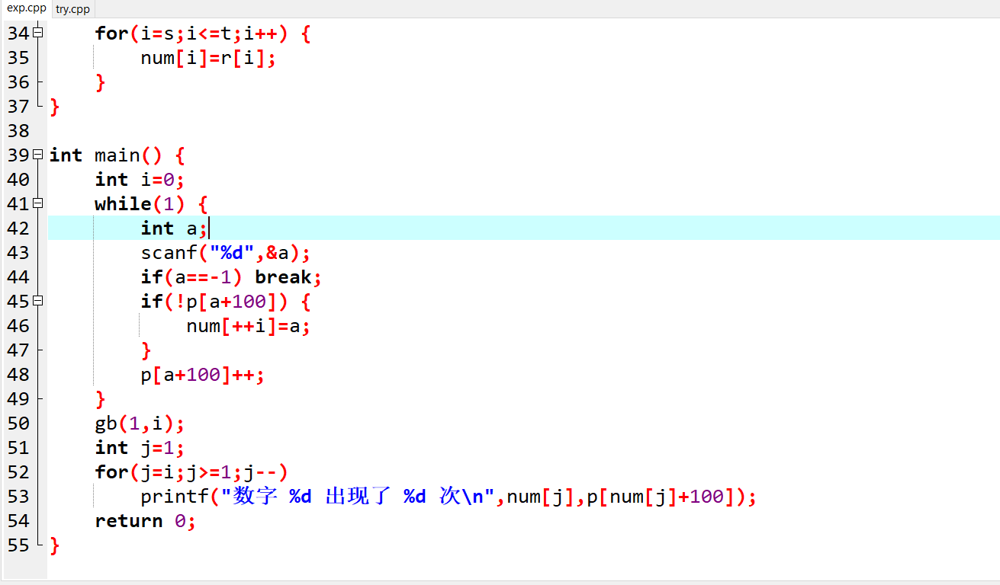 exp.cpp try.cpp
34 for(i=s;i<=t;i++) {
35 num[i]=r[i];
36 }
37 }
38
39 int main() {
40 int i=0;
41 while(1) {
42 int a;
43 scanf("%d",&a);
44 if(a==-1) break;
45 if(!p[a+100]) {
46 num[++i]=a;
47 }
48 p[a+100]++;
49 }
50 gb(1,i);
51 int j=1;
52 for(j=i;j>=1;j--)
53 printf("数字 %d 出现了 %d 次\n",num[j],p[num[j]+100]);
54 return 0;
55 }